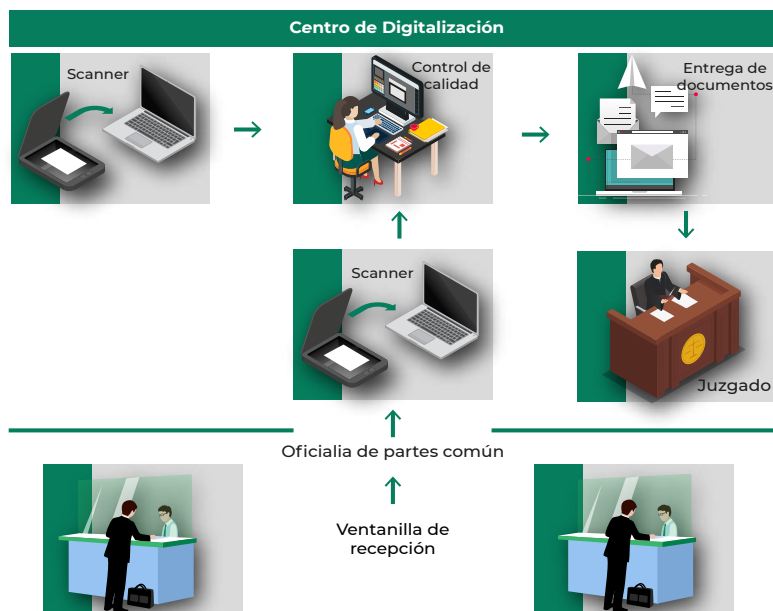 Centro de Digitalización
Scanner
Control de
calidad
Entrega de
documentos
Scanner
Juzgado
Oficialia de partes común
Ventanilla de
recepción